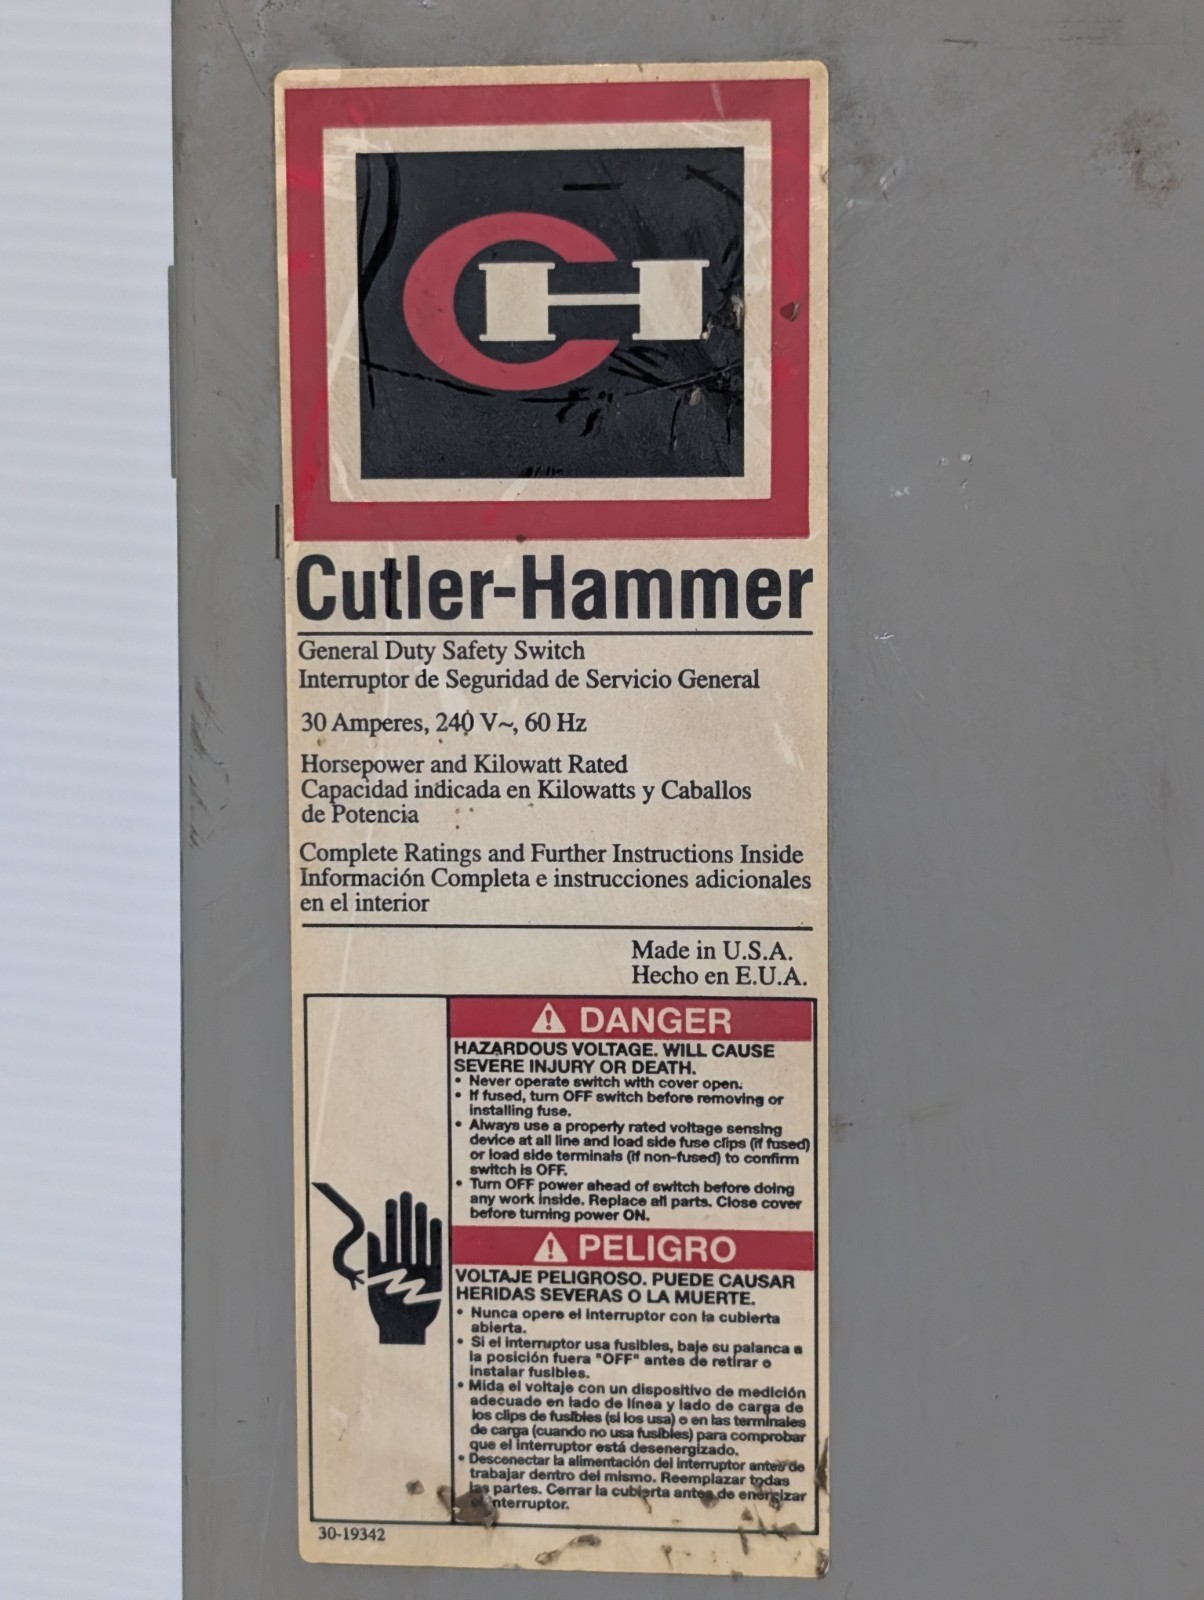 CH
Cutler-Hammer
General Duty Safety Switch
Interruptor de Seguridad de Servicio General
30 Amperes, 240 V~, 60 Hz
Horsepower and Kilowatt Rated
Capacidad indicada en Kilowatts y Caballos
de Potencia
Complete Ratings and Further Instructions Inside
Información Completa e instrucciones adicionales
en el interior
Made in U.S.A.
Hecho en E.U.A.
DANGER
HAZARDOUS VOLTAGE. WILL CAUSE
SEVERE INJURY OR DEATH.
• Never operate switch with cover open.
• If fused, turn OFF switch before removing or
installing fuse.
• Always use a properly rated voltage sensing
device at all line and load side fuse clips (if fused)
or load side terminals (if non-fused) to confirm
switch is OFF.
• Turn OFF power ahead of switch before doing
any work inside. Replace all parts. Close cover
before turning power ON.
PELIGRO
VOLTAJE PELIGROSO. PUEDE CAUSAR
HERIDAS SEVERAS O LA MUERTE.
• Nunca opere el interruptor con la cubierta
abierta.
• Si el interruptor usa fusibles, baje su palanca a
la posición fuera "OFF" antes de retirar o
instalar fusibles.
• Mida el voltaje con un dispositivo de medición
adecuado en lado de línea y lado de carga de
los clips de fusibles (si los usa) o en las terminales
de carga (cuando no usa fusibles) para comprobar
que el interruptor está desenergizado.
• Desconectar la alimentación del interruptor antes de
trabajar dentro del mismo. Reemplazar todas
las partes. Cerrar la cubierta antes de energizar
el interruptor.
30-19342